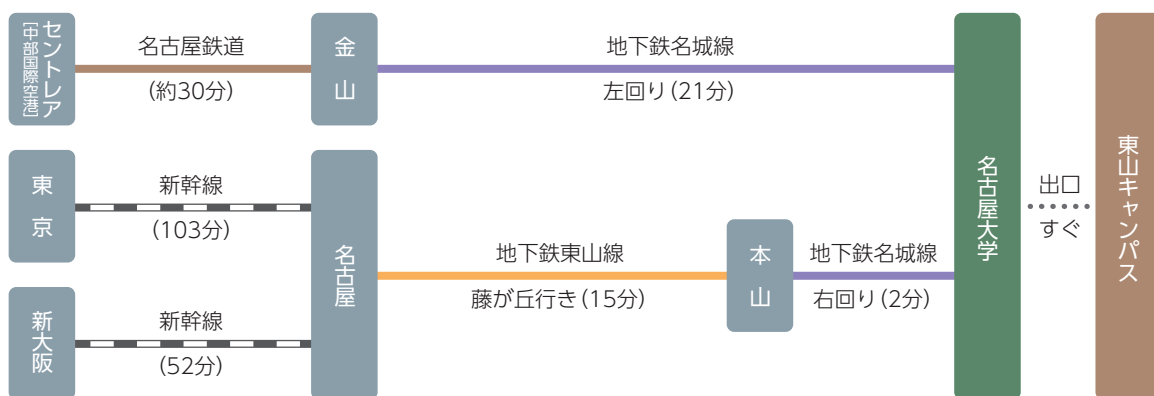 セントレア
[中部国際空港]
名古屋鉄道
(約30分)
金山
地下鉄名城線
左回り(21分)
東京
新幹線
(103分)
新大阪
新幹線
(52分)
名古屋
地下鉄東山線
藤が丘行き(15分)
本山
地下鉄名城線
右回り(2分)
名古屋大学
出口
すぐ
東山キャンパス